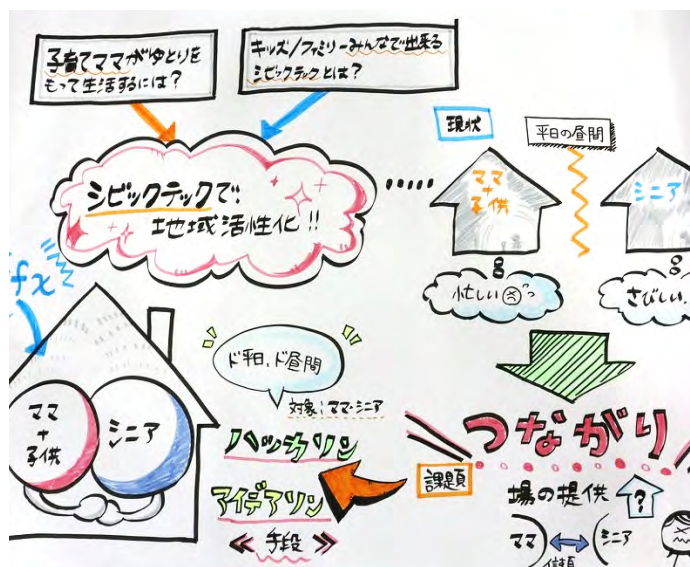 子育てママがゆとりを
もって生活するには？
キッズ/ファミリーみんなで出来る
シビックテックとは？
シビックテックで
地域活性化!!
現状
平日の昼間
ママ
+
子供
シニア
忙しい
さびしい
fx
ママ
+
子供
シニア
ド平日、ド昼間
対象：ママ・シニア
ハッカソン
アイデアソン
≪手段≫
つながり
課題
場の提供
?
ママ
シニア